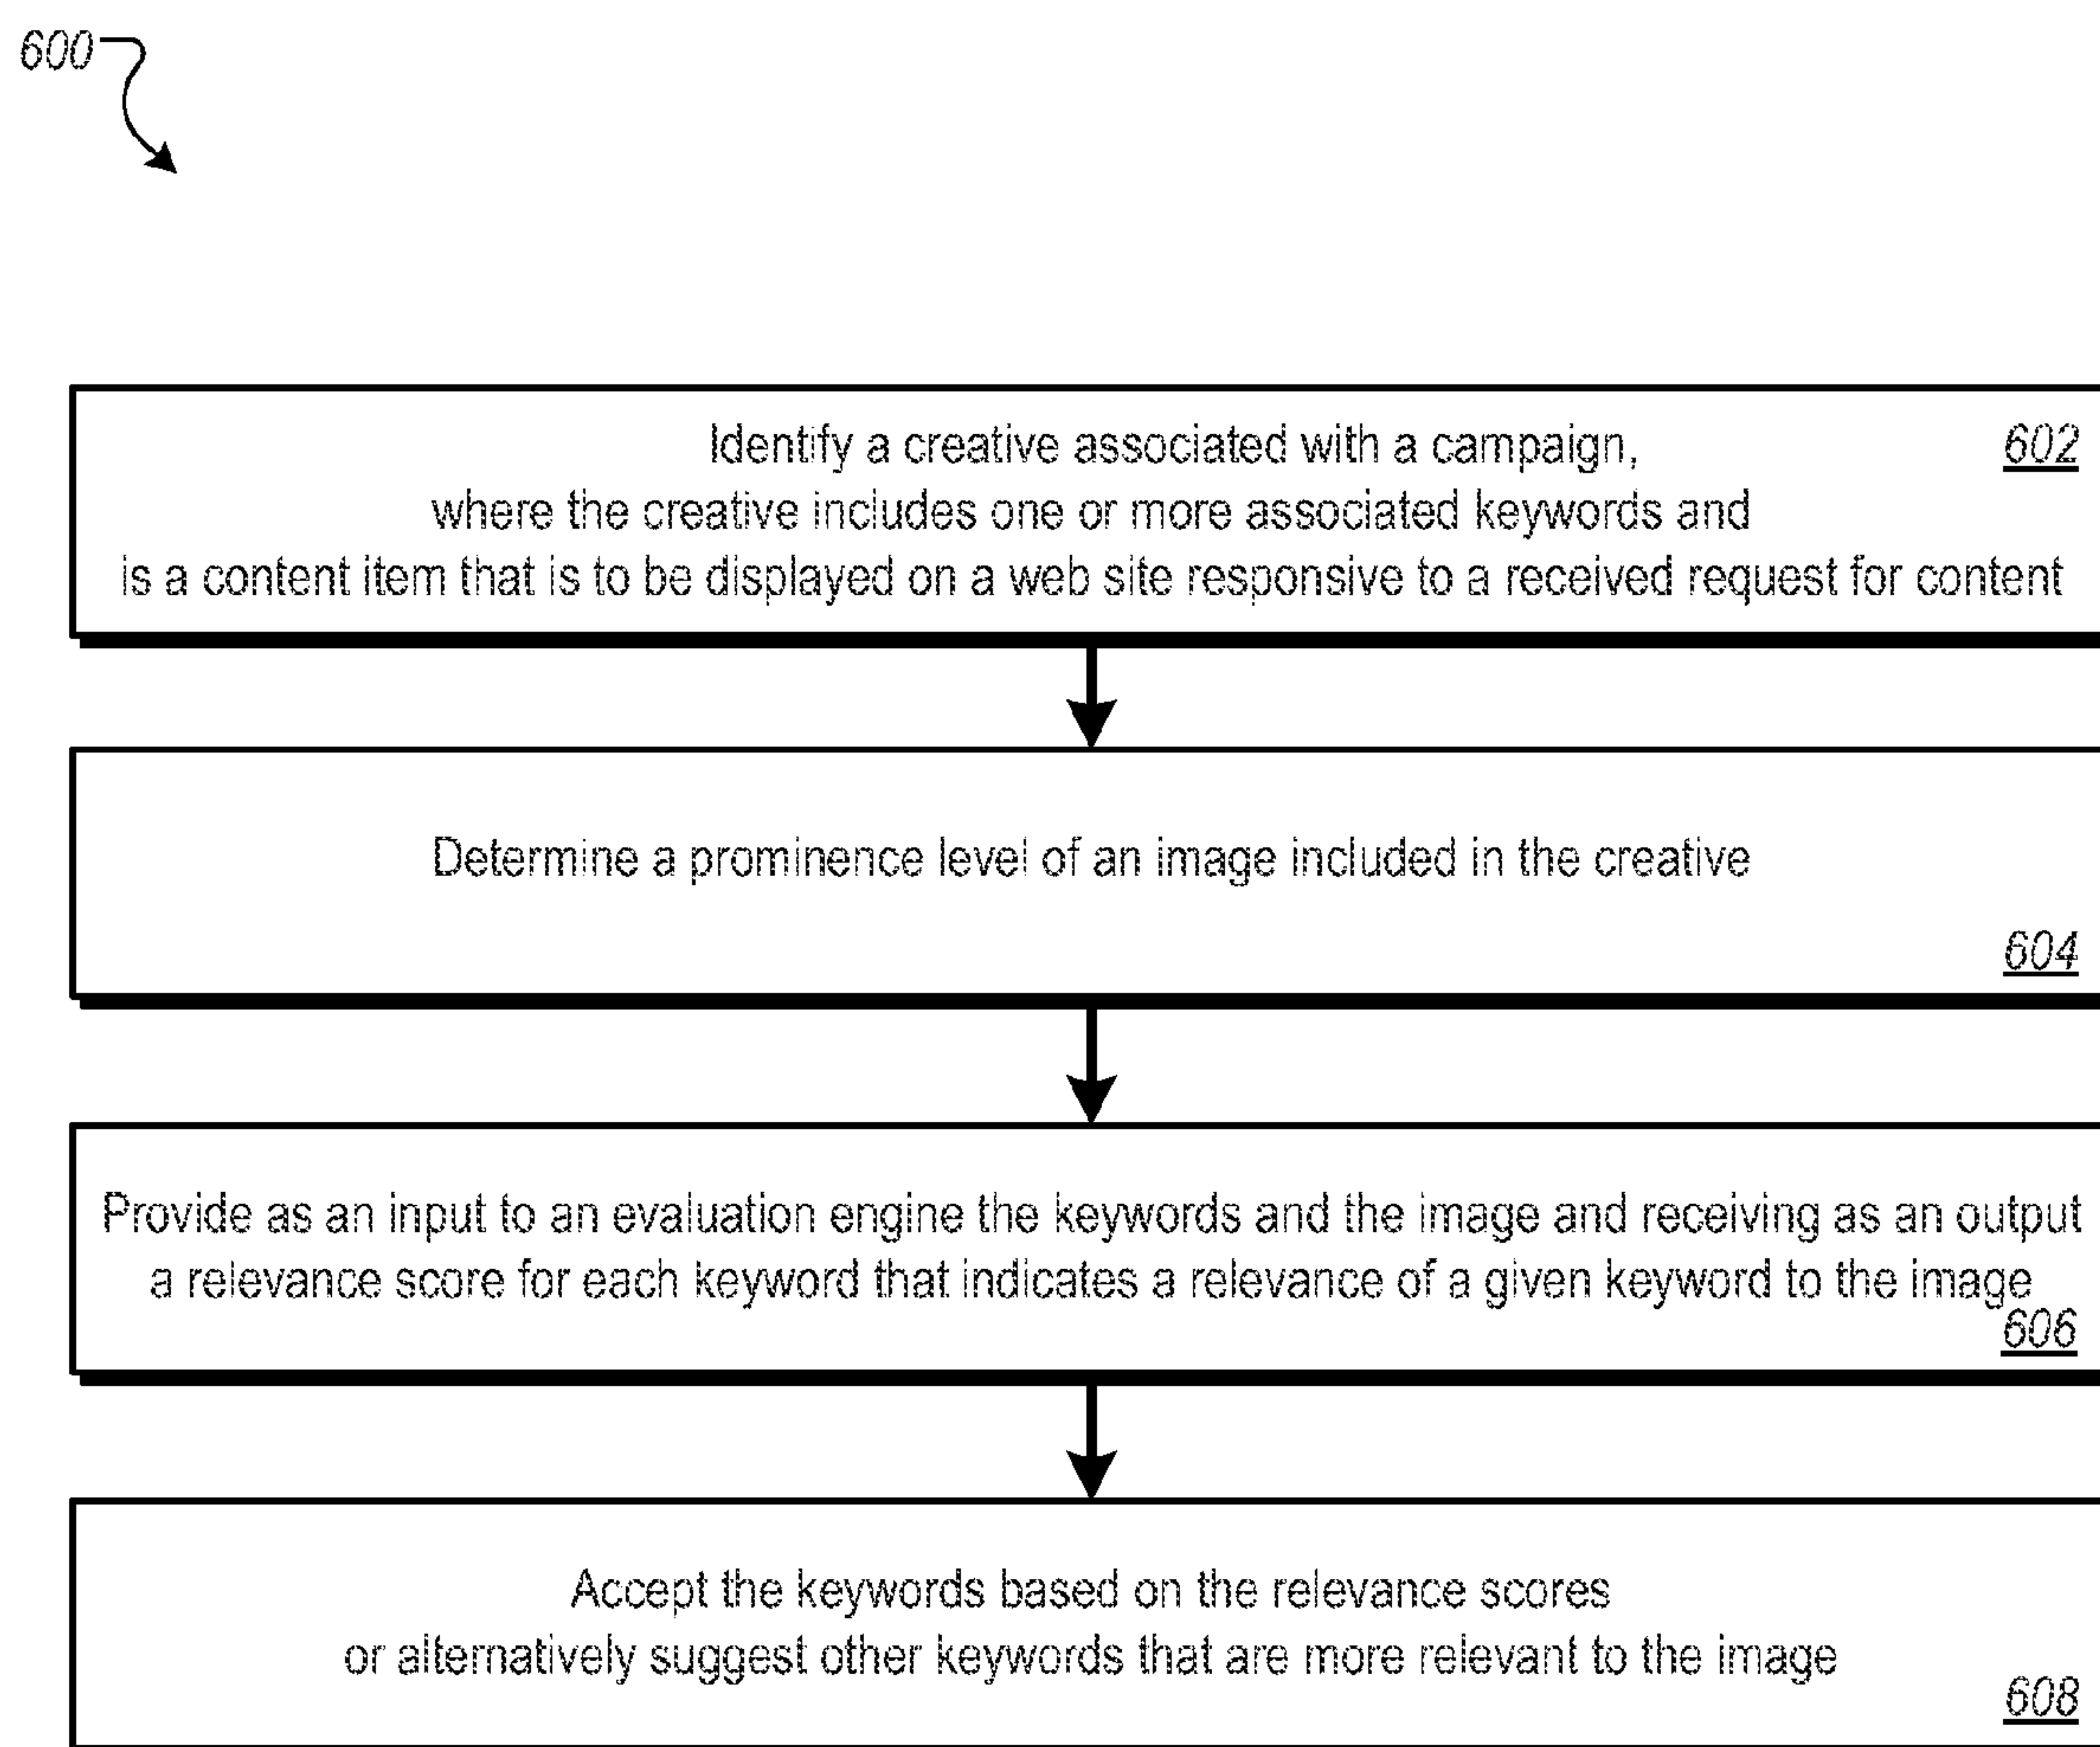 600
Identify a creative associated with a campaign,
602
where the creative includes one or more associated keywords and
is a content item that is to be displayed on a web site responsive to a received request for content
Determine a prominence level of an image included in the creative
604
Provide as an input to an evaluation engine the keywords and the image and receiving as an output
a relevance score for each keyword that indicates a relevance of a given keyword to the image
606
Accept the keywords based on the relevance scores
or alternatively suggest other keywords that are more relevant to the image
608